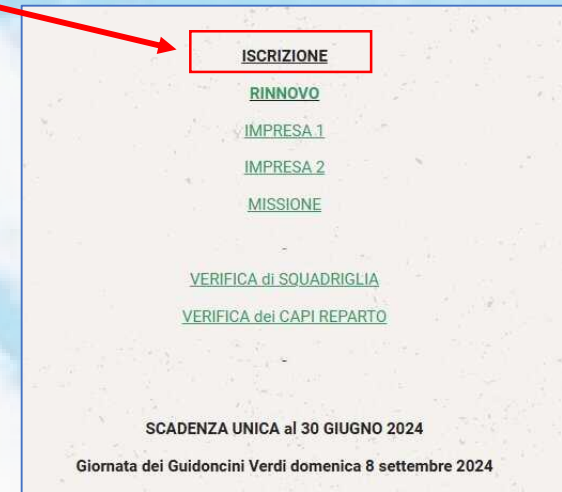 ISCRIZIONE
RINNOVO
IMPRESA 1
IMPRESA 2
MISSIONE
-
VERIFICA di SQUADRIGLIA
VERIFICA dei CAPI REPARTO
-
SCADENZA UNICA al 30 GIUGNO 2024
Giornata dei Guidoncini Verdi domenica 8 settembre 2024